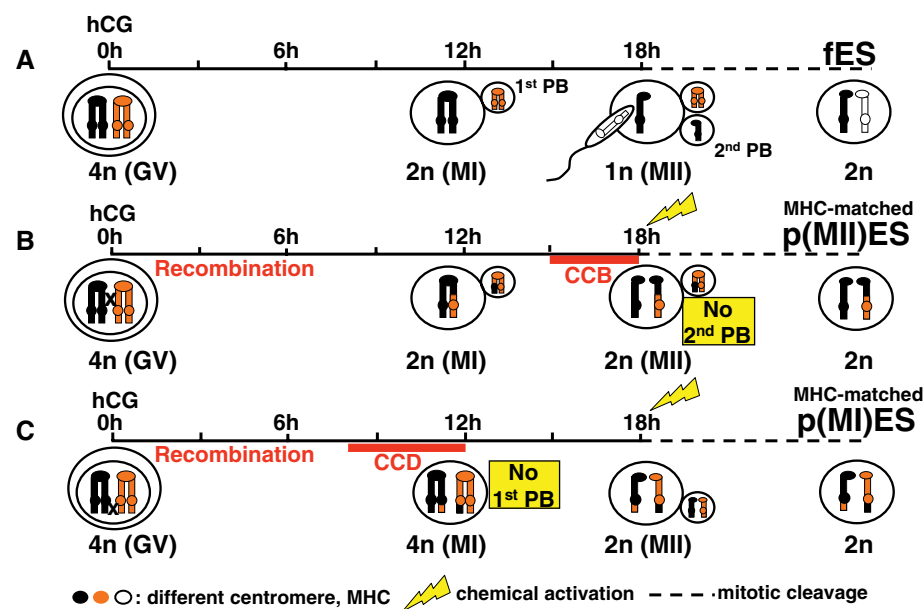 hCG
0h 6h 12h 18h
A
fES
1st PB
2nd PB
4n (GV) 2n (MI) 1n (MII) 2n
hCG
MHC-matched
0h 6h 12h 18h
p(MII)ES
B
Recombination
CCB
No
2nd PB
4n (GV) 2n (MI) 2n (MII) 2n
hCG
MHC-matched
0h 6h 12h 18h
p(MI)ES
C
Recombination
CCD
No
1st PB
x
x
4n (GV) 4n (MI) 2n (MII) 2n
: different centromere, MHC chemical activation mitotic cleavage